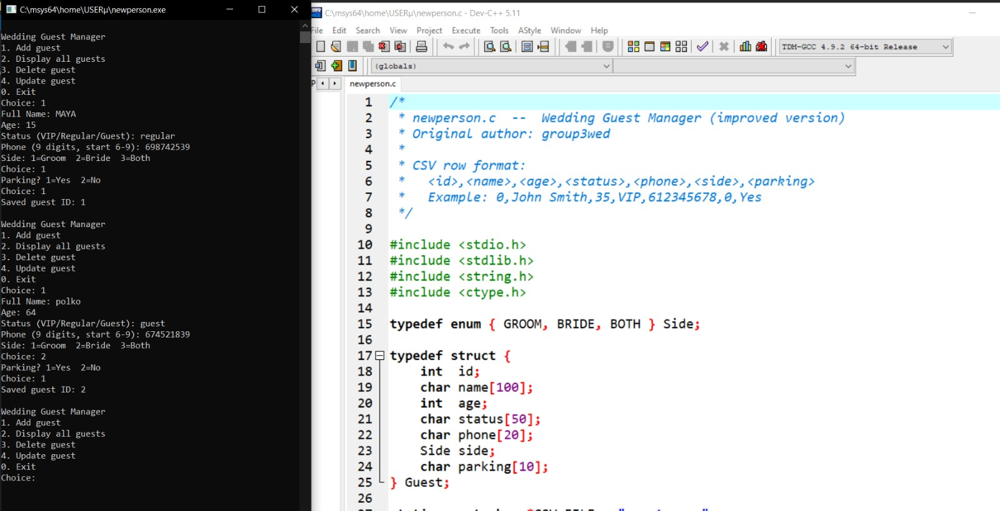 C:\msys64\home\USERµ\newperson.exe
Wedding Guest Manager
1. Add guest
2. Display all guests
3. Delete guest
4. Update guest
0. Exit
Choice: 1
Full Name: MAYA
Age: 15
Status (VIP/Regular/Guest): regular
Phone (9 digits, start 6-9): 698742539
Side: 1=Groom  2=Bride  3=Both
Choice: 1
Parking? 1=Yes  2=No
Choice: 1
Saved guest ID: 1
Wedding Guest Manager
1. Add guest
2. Display all guests
3. Delete guest
4. Update guest
0. Exit
Choice: 1
Full Name: polko
Age: 64
Status (VIP/Regular/Guest): guest
Phone (9 digits, start 6-9): 674521839
Side: 1=Groom  2=Bride  3=Both
Choice: 2
Parking? 1=Yes  2=No
Choice: 1
Saved guest ID: 2
Wedding Guest Manager
1. Add guest
2. Display all guests
3. Delete guest
4. Update guest
0. Exit
Choice:
C:\msys64\home\USERµ\newperson.c - Dev-C++ 5.11
File Edit Search View Project Execute Tools AStyle Window Help
TDM-GCC 4.9.2 64-bit Release
(globals)
newperson.c
1 /*
2  * newperson.c  --  Wedding Guest Manager (improved version)
3  * Original author: group3wed
4  *
5  * CSV row format:
6  *   <id>,<name>,<age>,<status>,<phone>,<side>,<parking>
7  *   Example: 0,John Smith,35,VIP,612345678,0,Yes
8  */
9
10 #include <stdio.h>
11 #include <stdlib.h>
12 #include <string.h>
13 #include <ctype.h>
14
15 typedef enum { GROOM, BRIDE, BOTH } Side;
16
17 typedef struct {
18     int  id;
19     char name[100];
20     int  age;
21     char status[50];
22     char phone[20];
23     Side side;
24     char parking[10];
25 } Guest;
26